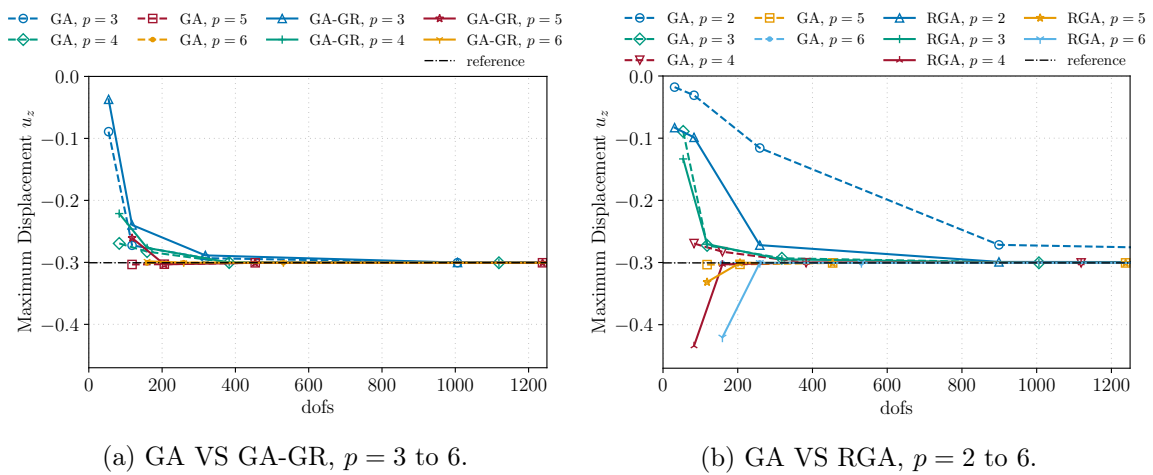 GA, p = 3 GA, p = 5 GA-GR, p = 3 GA-GR, p = 5
GA, p = 4 GA, p = 6 GA-GR, p = 4 GA-GR, p = 6
reference
0.0
−0.1
−0.2
−0.3
−0.4
Maximum Displacement u_z
0 200 400 600 800 1000 1200
dofs
(a) GA VS GA-GR, p = 3 to 6.
GA, p = 2 GA, p = 5 RGA, p = 2 RGA, p = 5
GA, p = 3 GA, p = 6 RGA, p = 3 RGA, p = 6
GA, p = 4 RGA, p = 4 reference
0.0
−0.1
−0.2
−0.3
−0.4
Maximum Displacement u_z
0 200 400 600 800 1000 1200
dofs
(b) GA VS RGA, p = 2 to 6.